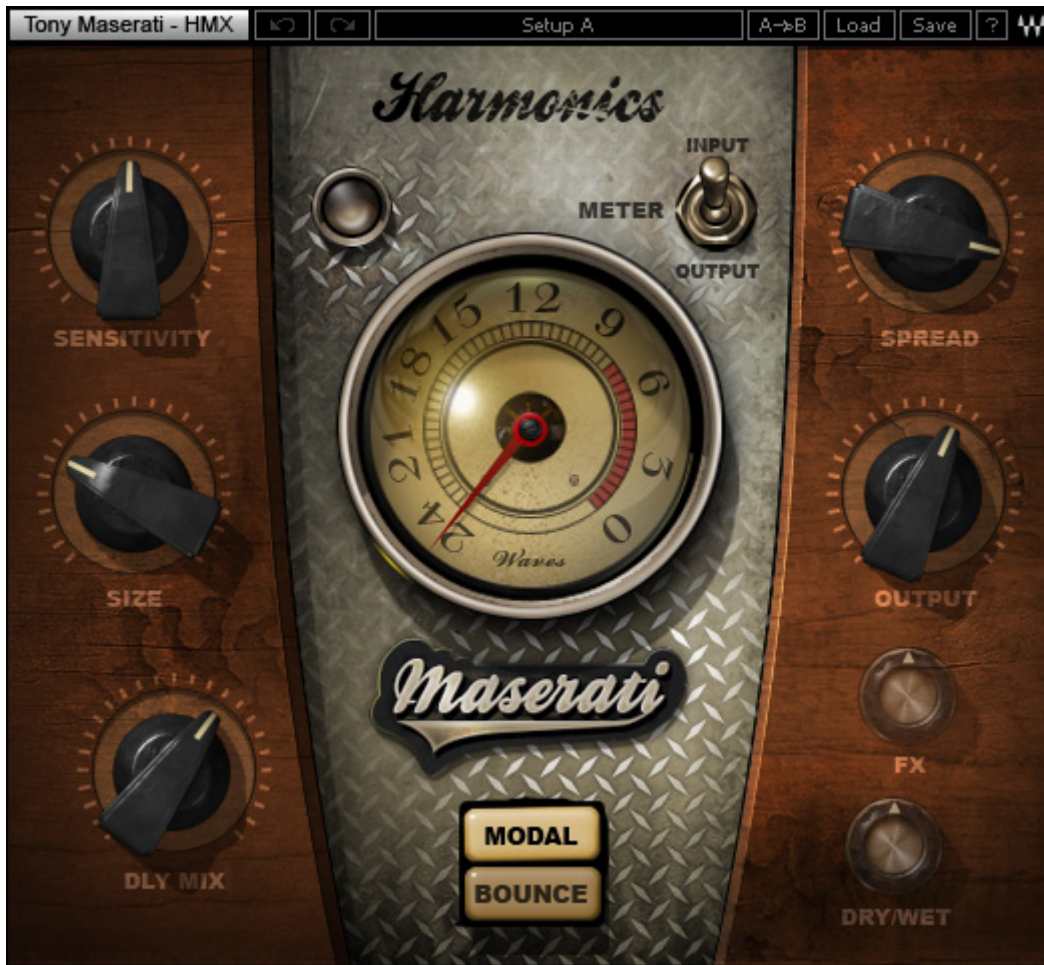 Tony Maserati - HMX
Setup A
A->B
Load
Save
?
Harmonics
INPUT
METER
OUTPUT
SENSITIVITY
SPREAD
24 21 18 15 12 9 6 3 0
Waves
SIZE
OUTPUT
Maserati
FX
MODAL
DLY MIX
BOUNCE
DRY/WET